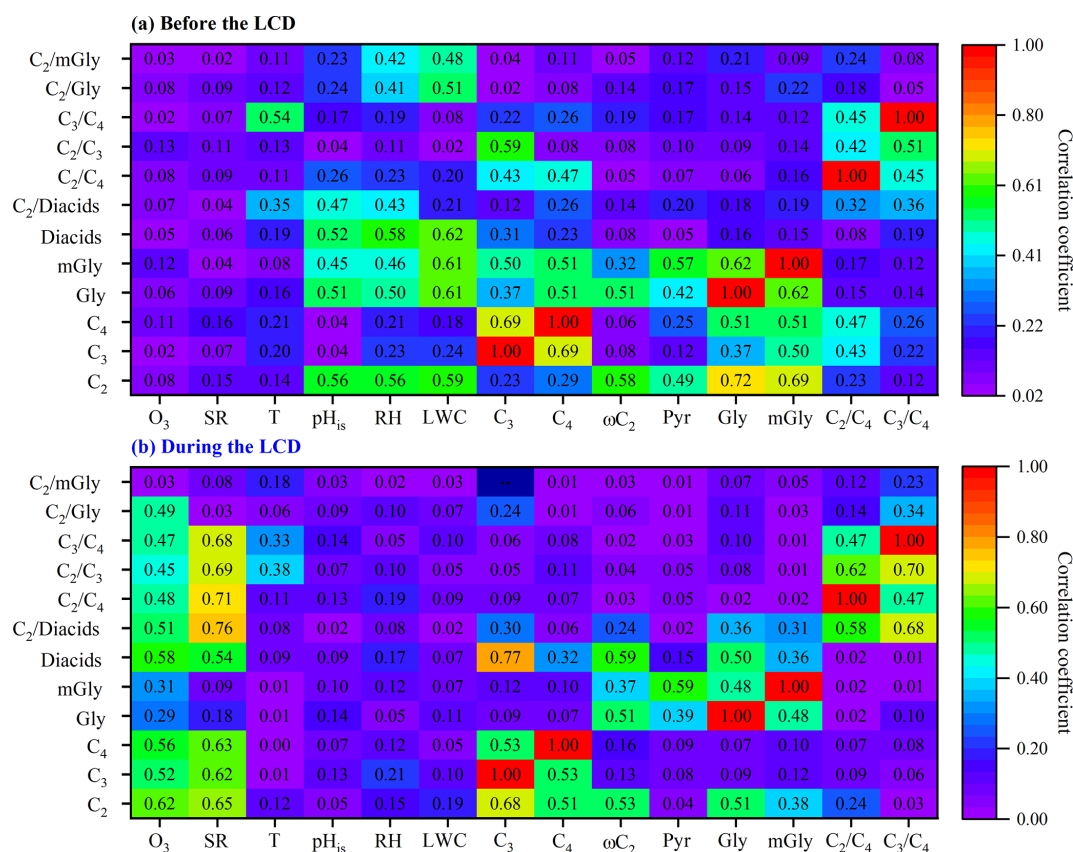 (a) Before the LCD
C₂/mGly 0.03 0.02 0.11 0.23 0.42 0.48 0.04 0.11 0.05 0.12 0.21 0.09 0.24 0.08
C₂/Gly 0.08 0.09 0.12 0.24 0.41 0.51 0.02 0.08 0.14 0.17 0.15 0.22 0.18 0.05
C₃/C₄ 0.02 0.07 0.54 0.17 0.19 0.08 0.22 0.26 0.19 0.17 0.14 0.12 0.45 1.00
C₂/C₃ 0.13 0.11 0.13 0.04 0.11 0.02 0.59 0.08 0.08 0.10 0.09 0.14 0.42 0.51
C₂/C₄ 0.08 0.09 0.11 0.26 0.23 0.20 0.43 0.47 0.05 0.07 0.06 0.16 1.00 0.45
C₂/Diacids 0.07 0.04 0.35 0.47 0.43 0.21 0.12 0.26 0.14 0.20 0.18 0.19 0.32 0.36
Diacids 0.05 0.06 0.19 0.52 0.58 0.62 0.31 0.23 0.08 0.05 0.16 0.15 0.08 0.19
mGly 0.12 0.04 0.08 0.45 0.46 0.61 0.50 0.51 0.32 0.57 0.62 1.00 0.17 0.12
Gly 0.06 0.09 0.16 0.51 0.50 0.61 0.37 0.51 0.51 0.42 1.00 0.62 0.15 0.14
C₄ 0.11 0.16 0.21 0.04 0.21 0.18 0.69 1.00 0.06 0.25 0.51 0.51 0.47 0.26
C₃ 0.02 0.07 0.20 0.04 0.23 0.24 1.00 0.69 0.08 0.12 0.37 0.50 0.43 0.22
C₂ 0.08 0.15 0.14 0.56 0.56 0.59 0.23 0.29 0.58 0.49 0.72 0.69 0.23 0.12
O₃ SR T pHᵢₛ RH LWC C₃ C₄ ωC₂ Pyr Gly mGly C₂/C₄ C₃/C₄
1.00
0.80
0.61
0.41
0.22
0.02
Correlation coefficient
(b) During the LCD
C₂/mGly 0.03 0.08 0.18 0.03 0.02 0.03 -- 0.01 0.03 0.01 0.07 0.05 0.12 0.23
C₂/Gly 0.49 0.03 0.06 0.09 0.10 0.07 0.24 0.01 0.06 0.01 0.11 0.03 0.14 0.34
C₃/C₄ 0.47 0.68 0.33 0.14 0.05 0.10 0.06 0.08 0.02 0.03 0.10 0.01 0.47 1.00
C₂/C₃ 0.45 0.69 0.38 0.07 0.10 0.05 0.05 0.11 0.04 0.05 0.08 0.01 0.62 0.70
C₂/C₄ 0.48 0.71 0.11 0.13 0.19 0.09 0.09 0.07 0.03 0.05 0.02 0.02 1.00 0.47
C₂/Diacids 0.51 0.76 0.08 0.02 0.08 0.02 0.30 0.06 0.24 0.02 0.36 0.31 0.58 0.68
Diacids 0.58 0.54 0.09 0.09 0.17 0.07 0.77 0.32 0.59 0.15 0.50 0.36 0.02 0.01
mGly 0.31 0.09 0.01 0.10 0.12 0.07 0.12 0.10 0.37 0.59 0.48 1.00 0.02 0.01
Gly 0.29 0.18 0.01 0.14 0.05 0.11 0.09 0.07 0.51 0.39 1.00 0.48 0.02 0.10
C₄ 0.56 0.63 0.00 0.07 0.12 0.05 0.53 1.00 0.16 0.09 0.07 0.10 0.07 0.08
C₃ 0.52 0.62 0.01 0.13 0.21 0.10 1.00 0.53 0.13 0.08 0.09 0.12 0.09 0.06
C₂ 0.62 0.65 0.12 0.05 0.15 0.19 0.68 0.51 0.53 0.04 0.51 0.38 0.24 0.03
O₃ SR T pHᵢₛ RH LWC C₃ C₄ ωC₂ Pyr Gly mGly C₂/C₄ C₃/C₄
1.00
0.80
0.60
0.40
0.20
0.00
Correlation coefficient